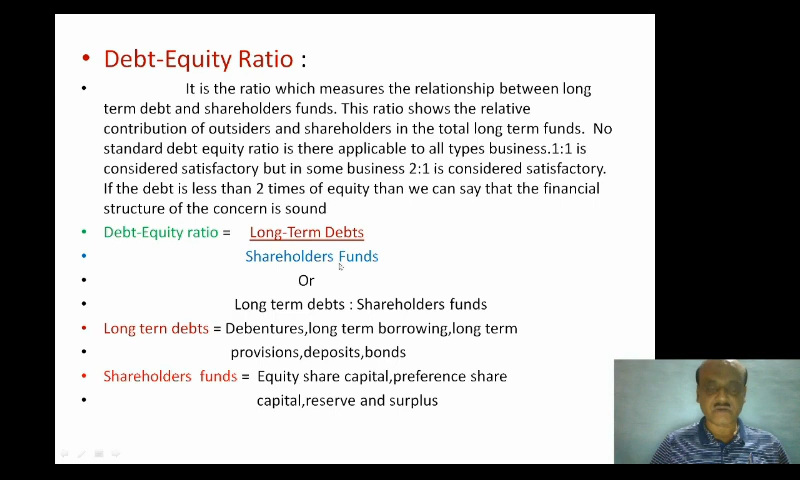 • Debt-Equity Ratio :
• It is the ratio which measures the relationship between long
term debt and shareholders funds. This ratio shows the relative
contribution of outsiders and shareholders in the total long term funds. No
standard debt equity ratio is there applicable to all types business.1:1 is
considered satisfactory but in some business 2:1 is considered satisfactory.
If the debt is less than 2 times of equity than we can say that the financial
structure of the concern is sound
• Debt-Equity ratio = Long-Term Debts
• Shareholders Funds
• Or
• Long term debts : Shareholders funds
• Long tern debts = Debentures,long term borrowing,long term
• provisions,deposits,bonds
• Shareholders funds = Equity share capital,preference share
• capital,reserve and surplus